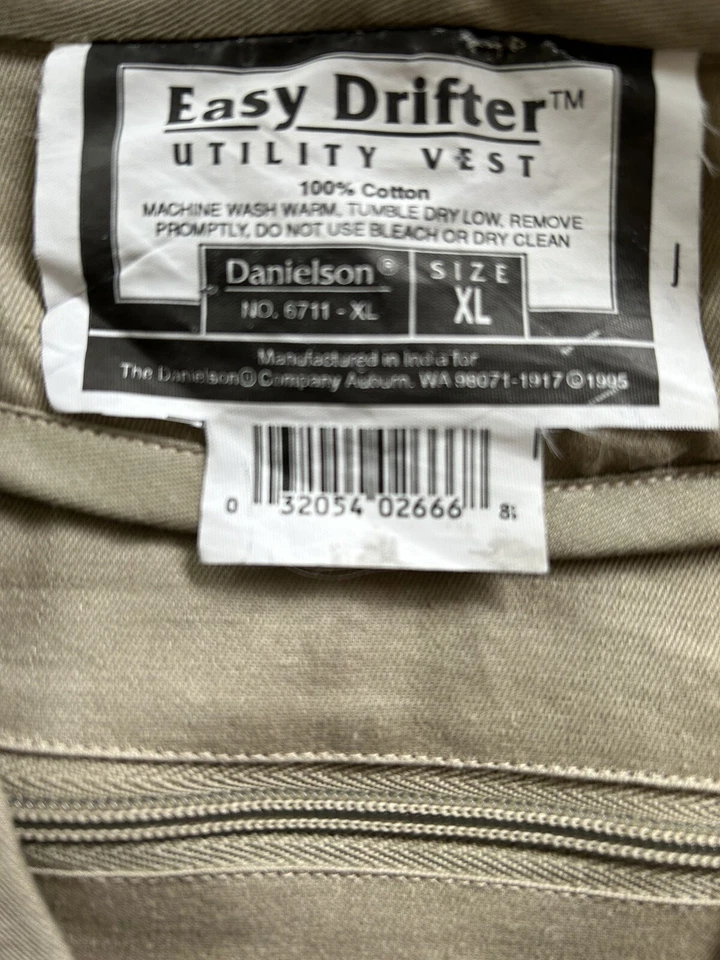 Easy Drifter™
UTILITY VEST
100% Cotton
MACHINE WASH WARM, TUMBLE DRY LOW, REMOVE
PROMPTLY, DO NOT USE BLEACH OR DRY CLEAN
Danielson®
NO. 6711 - XL
SIZE
XL
Manufactured in India for
The Danielson® Company Auburn, WA 98071-1917 ©1995
0 32054 02666 8